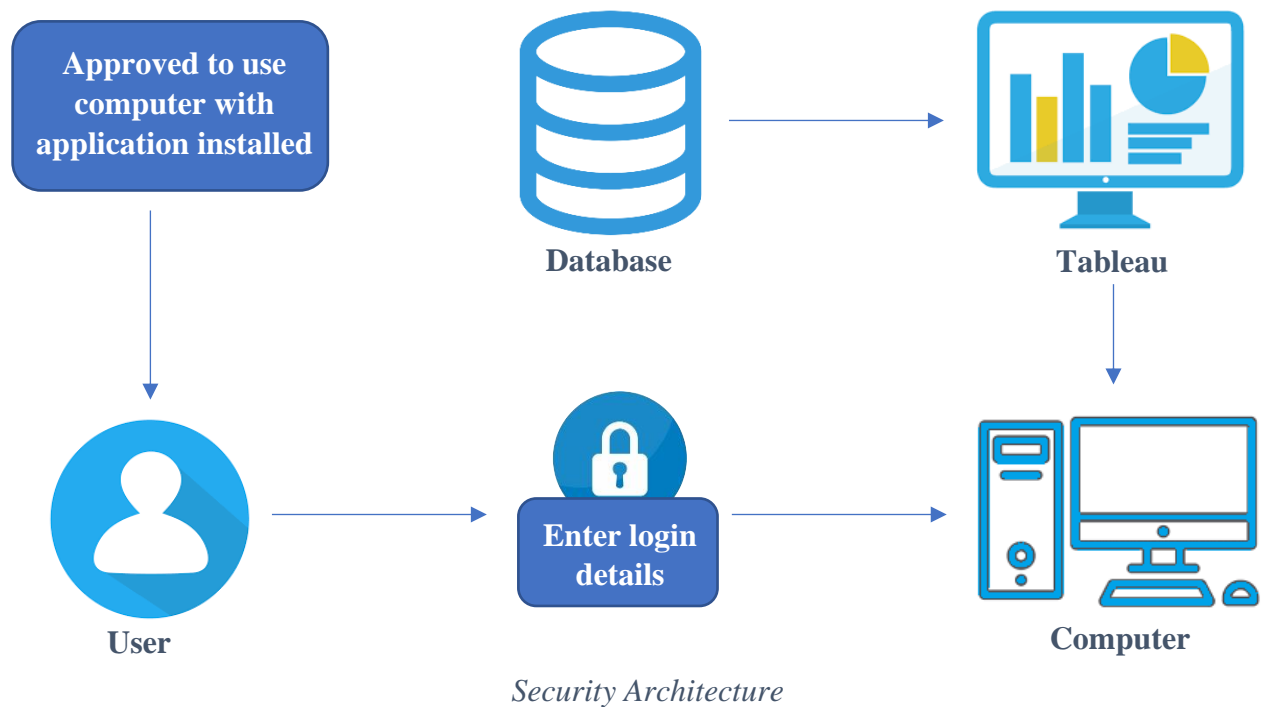 Approved to use
computer with
application installed
Database
Tableau
Enter login
details
User
Computer
Security Architecture